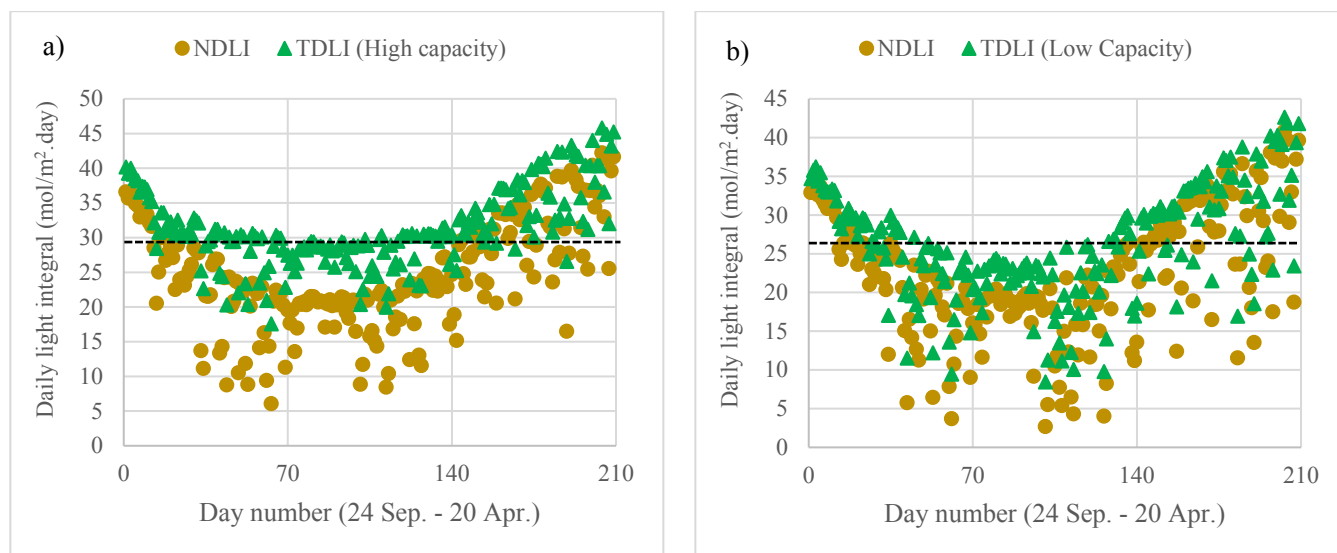 a)
NDLI
TDLI (High capacity)
50
45
40
35
30
25
20
15
10
5
0
Daily light integral (mol/m².day)
0 70 140 210
Day number (24 Sep. - 20 Apr.)
b)
NDLI
TDLI (Low Capacity)
45
40
35
30
25
20
15
10
5
0
Daily light integral (mol/m².day)
0 70 140 210
Day number (24 Sep. - 20 Apr.)